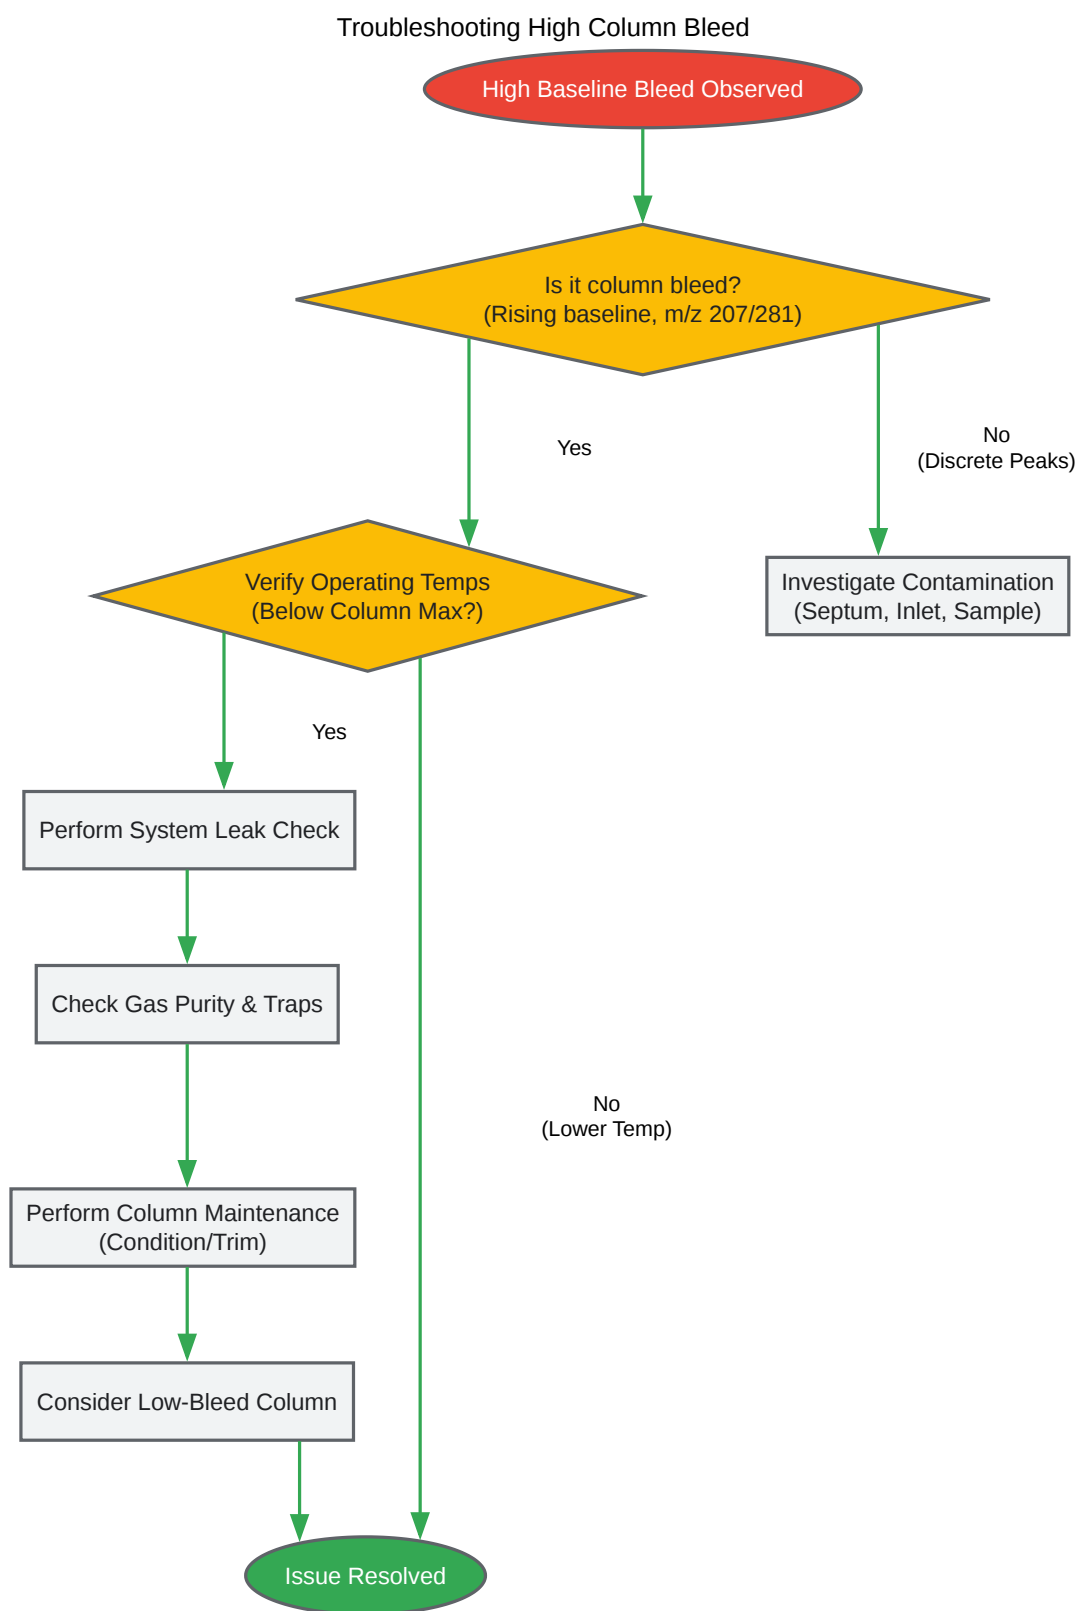 Troubleshooting High Column Bleed
High Baseline Bleed Observed
Is it column bleed?
(Rising baseline, m/z 207/281)
Yes
No
(Discrete Peaks)
Verify Operating Temps
(Below Column Max?)
Investigate Contamination
(Septum, Inlet, Sample)
Yes
Perform System Leak Check
Check Gas Purity & Traps
No
(Lower Temp)
Perform Column Maintenance
(Condition/Trim)
Consider Low-Bleed Column
Issue Resolved